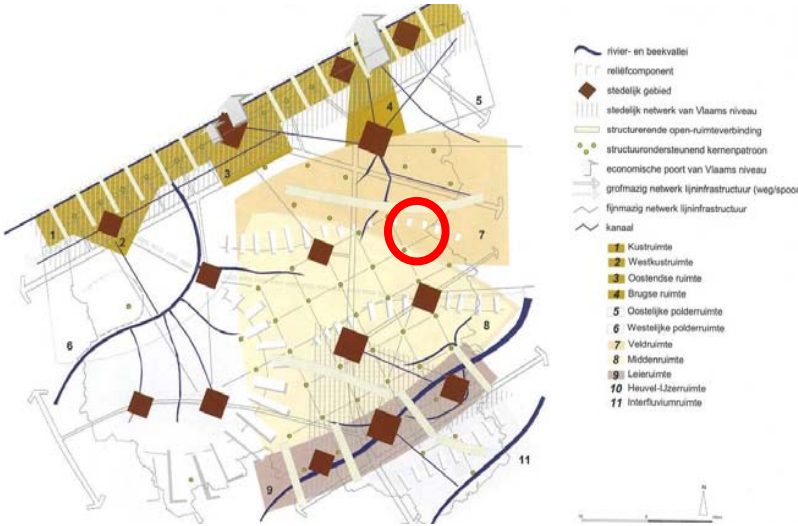 rivier- en beekvallei
reliëfcomponent
stedelijk gebied
stedelijk netwerk van Vlaams niveau
structurerende open-ruimteverbinding
structuurondersteunend kernenpatroon
economische poort van Vlaams niveau
grofmazig netwerk lijninfrastructuur (weg/spoor
fijnmazig netwerk lijninfrastructuur
kanaal
1 Kustruimte
2 Westkustruimte
3 Oostendse ruimte
4 Brugse ruimte
5 Oostelijke polderruimte
6 Westelijke polderruimte
7 Veldruimte
8 Middenruimte
9 Leieruimte
10 Heuvel-IJzerruimte
11 Interfluviumruimte
5
4
3
1
2
7
6
8
9
11
N